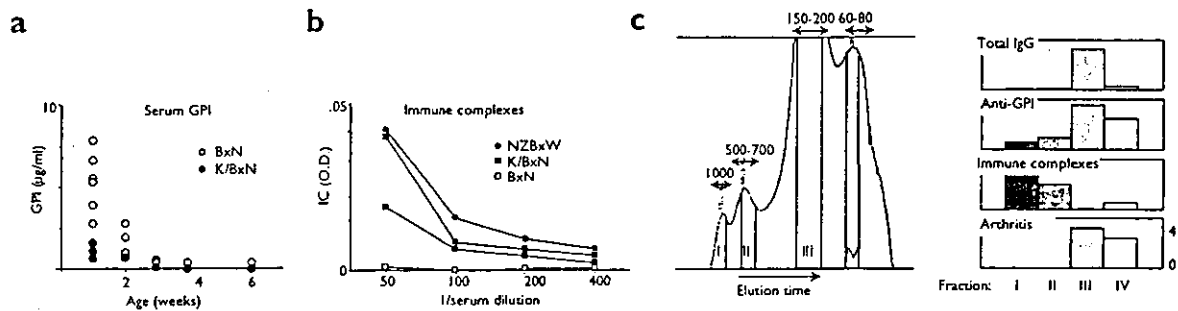 a
Serum GPI
10
GPI (µg/ml)
BxN
K/BxN
2
4
6
Age (weeks)
b
Immune complexes
.05
IC (O.D.)
0
NZBxW
K/BxN
BxN
50
100
200
400
1/serum dilution
c
150-200
60-80
500-700
1000
I
II
III
Elution time
Total IgG
Anti-GPI
Immune complexes
Arthritis
4
0
Fraction: I II III IV